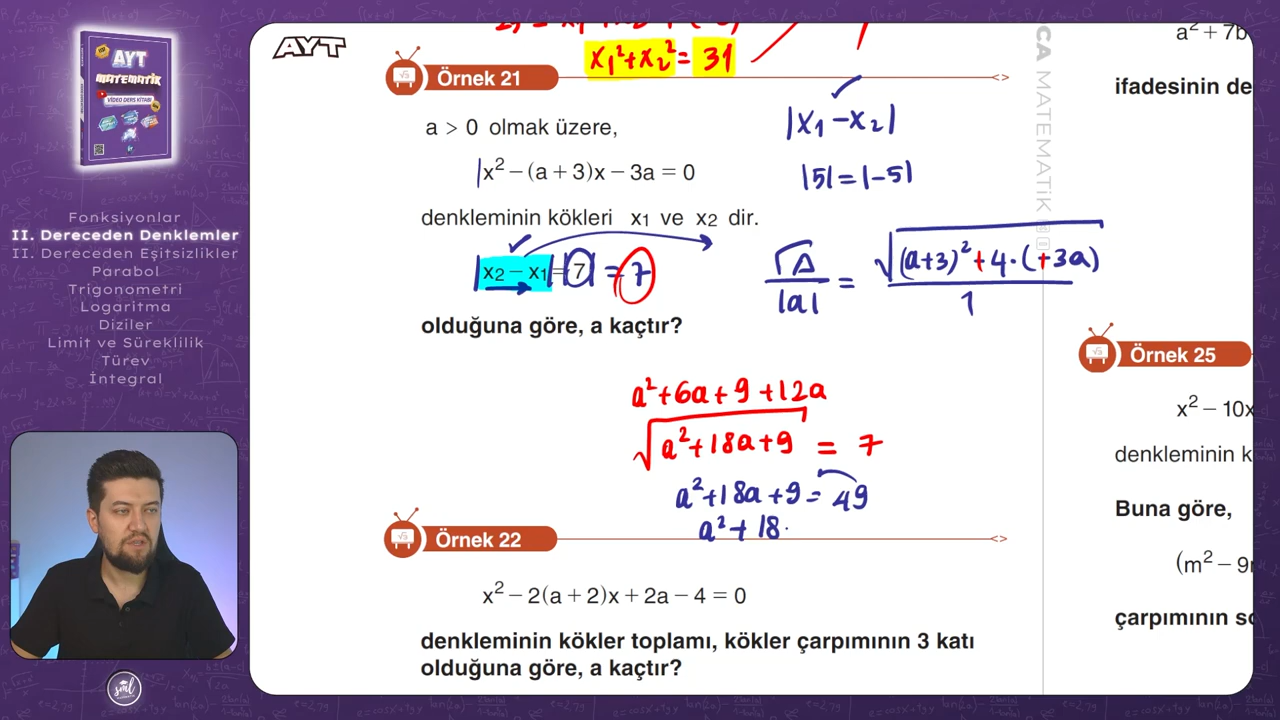 AYT
AYT
MATEMATİK
VİDEO DERS KİTABI
Fonksiyonlar
II. Dereceden Denklemler
II. Dereceden Eşitsizlikler
Parabol
Trigonometri
Logaritma
Diziler
Limit ve Süreklilik
Türev
İntegral
sml
x₁²+x₂² = 31
Örnek 21
a > 0 olmak üzere,
x² – (a + 3)x – 3a = 0
denkleminin kökleri x₁ ve x₂ dir.
|x₂ – x₁| = |7| = 7
olduğuna göre, a kaçtır?
|x₁ – x₂|
|5| = |-5|
√Δ / |a| = √((a+3)² + 4·(+3a)) / 1
a²+6a+9+12a
√(a²+18a+9) = 7
a²+18a+9 = 49
a²+18
Örnek 22
x² – 2(a + 2)x + 2a – 4 = 0
denkleminin kökler toplamı, kökler çarpımının 3 katı
olduğuna göre, a kaçtır?
CA MATEMATİK
a² + 7b
ifadesinin de
Örnek 25
x² – 10x
denkleminin k
Buna göre,
(m² – 9
çarpımının so